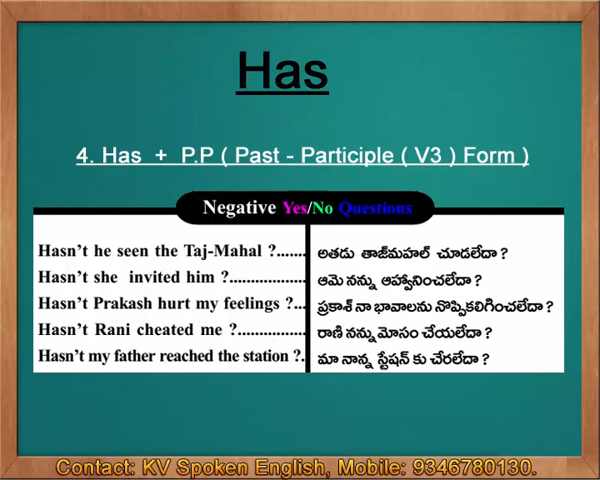 Has
4. Has + P.P ( Past - Participle ( V3 ) Form )
Negative Yes/No Questions
Hasn't he seen the Taj-Mahal ?....... అతడు తాజ్‌మహల్ చూడలేదా ?
Hasn't she invited him ?.................. ఆమె నన్ను ఆహ్వానించలేదా ?
Hasn't Prakash hurt my feelings ?... ప్రకాశ్ నా భావాలను నొప్పికలిగించలేదా ?
Hasn't Rani cheated me ?................ రాణి నన్ను మోసం చేయలేదా ?
Hasn't my father reached the station ?. మా నాన్న స్టేషన్ కు చేరలేదా ?
Contact: KV Spoken English, Mobile: 9346780130.